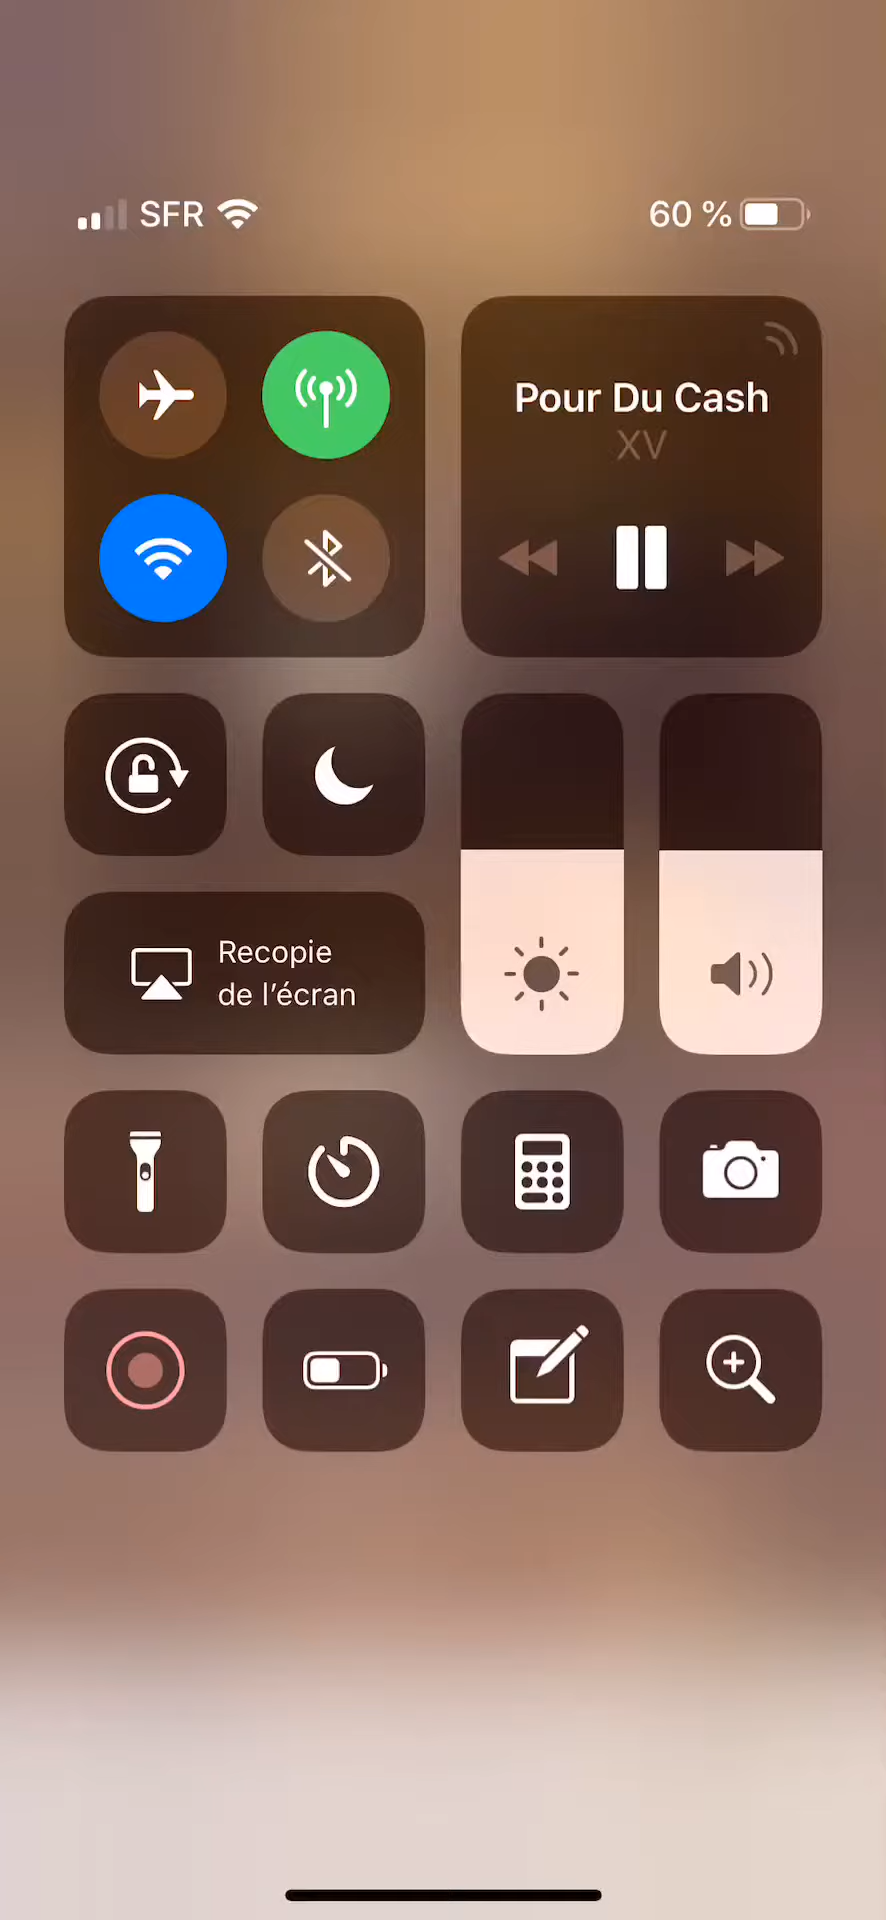 SFR
60 %
Pour Du Cash
XV
Recopie
de l’écran